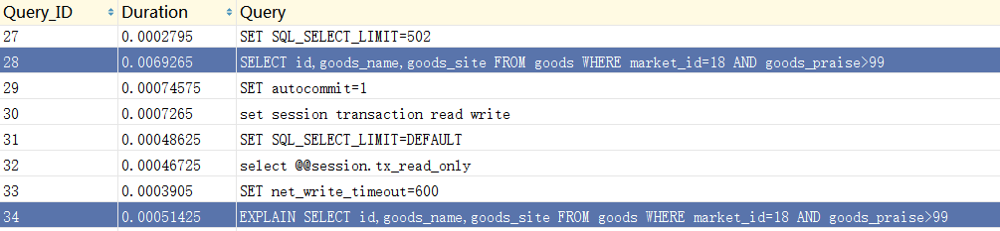 Query_ID Duration Query
27 0.0002795 SET SQL_SELECT_LIMIT=502
28 0.0069265 SELECT id,goods_name,goods_site FROM goods WHERE market_id=18 AND goods_praise>99
29 0.00074575 SET autocommit=1
30 0.0007265 set session transaction read write
31 0.00048625 SET SQL_SELECT_LIMIT=DEFAULT
32 0.00046725 select @@session.tx_read_only
33 0.0003905 SET net_write_timeout=600
34 0.00051425 EXPLAIN SELECT id,goods_name,goods_site FROM goods WHERE market_id=18 AND goods_praise>99